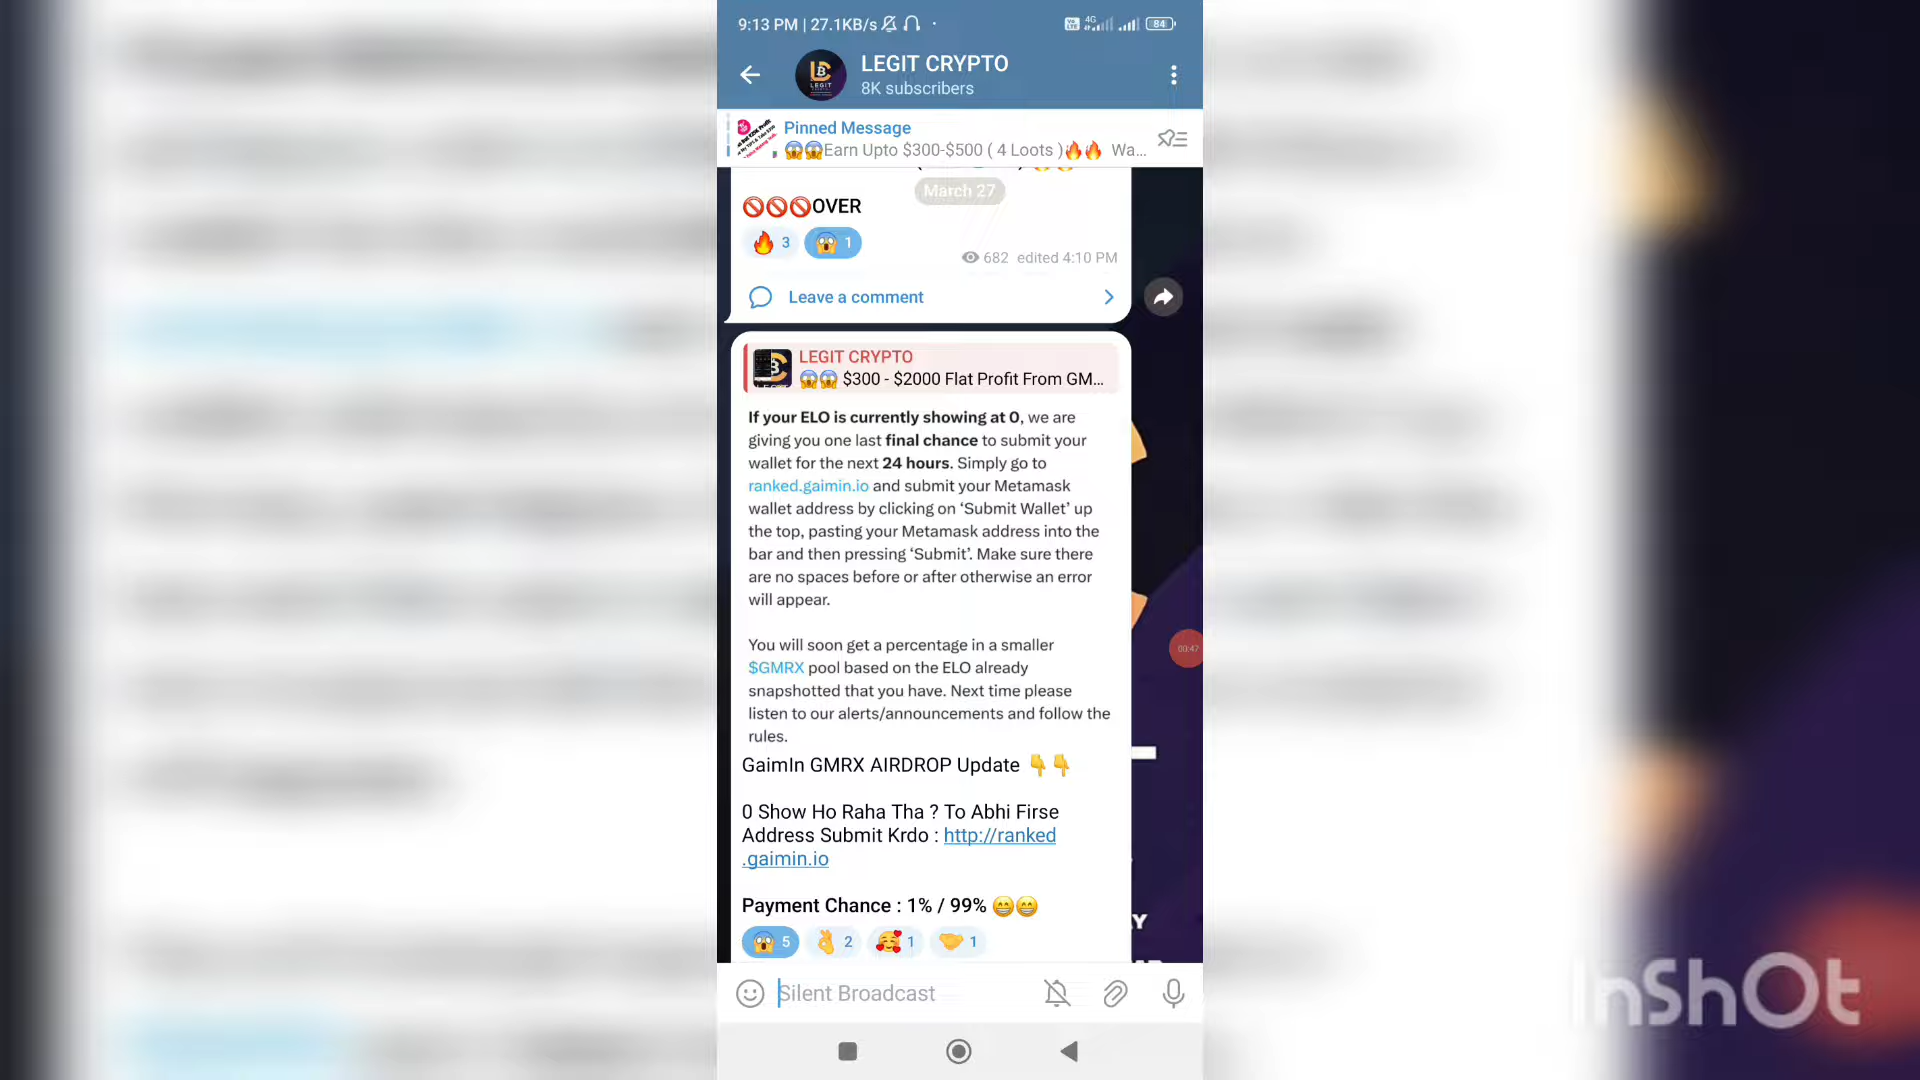 9:13 PM | 27.1KB/s
4G
84
LEGIT CRYPTO
8K subscribers
Pinned Message
😱😱Earn Upto $300-$500 ( 4 Loots )🔥🔥 Wa...
March 27
🚫🚫🚫OVER
🔥 3 😱 1
682 edited 4:10 PM
Leave a comment
LEGIT CRYPTO
😱😱 $300 - $2000 Flat Profit From GM...
If your ELO is currently showing at 0, we are
giving you one last final chance to submit your
wallet for the next 24 hours. Simply go to
ranked.gaimin.io and submit your Metamask
wallet address by clicking on ‘Submit Wallet’ up
the top, pasting your Metamask address into the
bar and then pressing ‘Submit’. Make sure there
are no spaces before or after otherwise an error
will appear.
You will soon get a percentage in a smaller
$GMRX pool based on the ELO already
snapshotted that you have. Next time please
listen to our alerts/announcements and follow the
rules.
00:47
GaimIn GMRX AIRDROP Update 👇👇
0 Show Ho Raha Tha ? To Abhi Firse
Address Submit Krdo : http://ranked
.gaimin.io
Payment Chance : 1% / 99% 😁😁
😱 5 👌 2 🥰 1 🤝 1
Silent Broadcast
InShOt